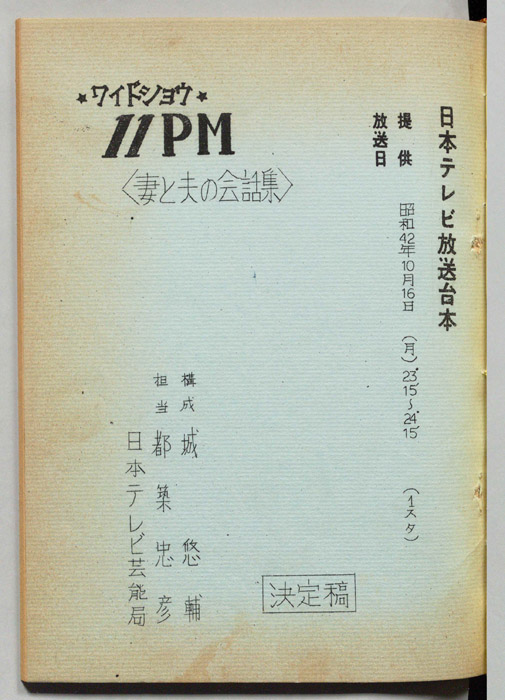 日本テレビ放送台本
提供
放送日 昭和42年10月16日 (月) 23°15′〜24°15′ (1スタ)
★ワイドショウ★
11PM
〈妻と夫の会話集〉
構成 城 悠輔
担当 都築忠彦
日本テレビ芸能局
決定稿